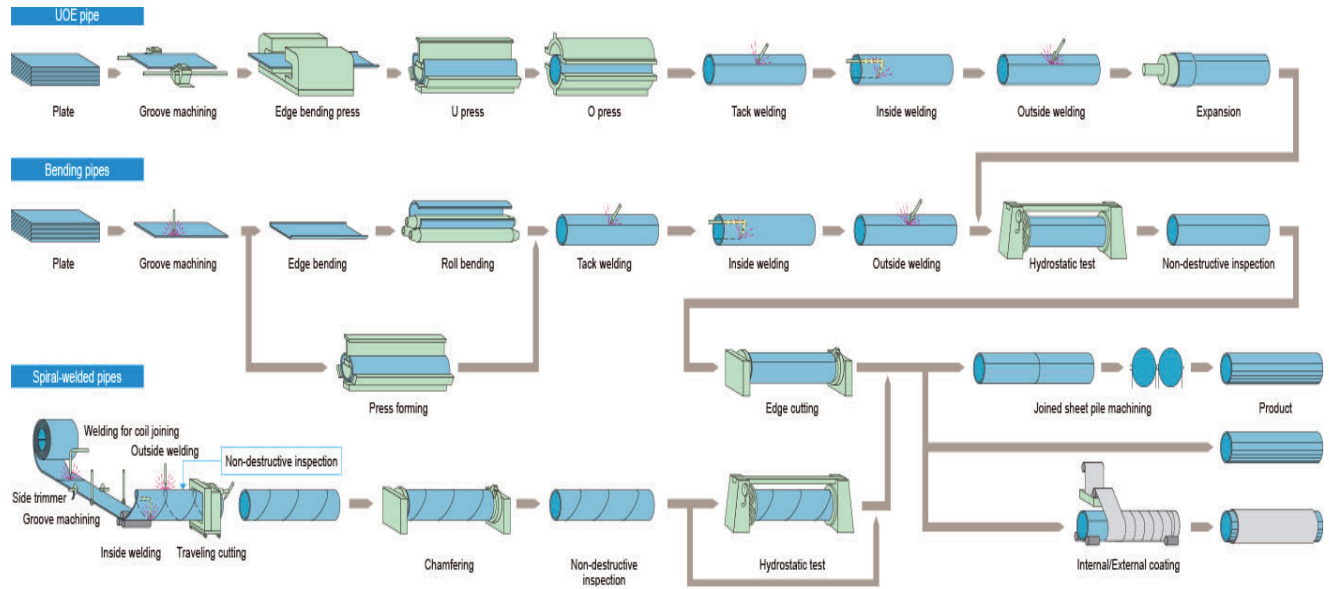 UOE pipe
Plate
Groove machining
Edge bending press
U press
O press
Tack welding
Inside welding
Outside welding
Expansion
Bending pipes
Plate
Groove machining
Edge bending
Roll bending
Tack welding
Inside welding
Outside welding
Hydrostatic test
Non-destructive inspection
Press forming
Edge cutting
Joined sheet pile machining
Product
Spiral-welded pipes
Welding for coil joining
Outside welding
Non-destructive inspection
Side trimmer
Groove machining
Inside welding
Traveling cutting
Chamfering
Non-destructive
inspection
Hydrostatic test
Internal/External coating